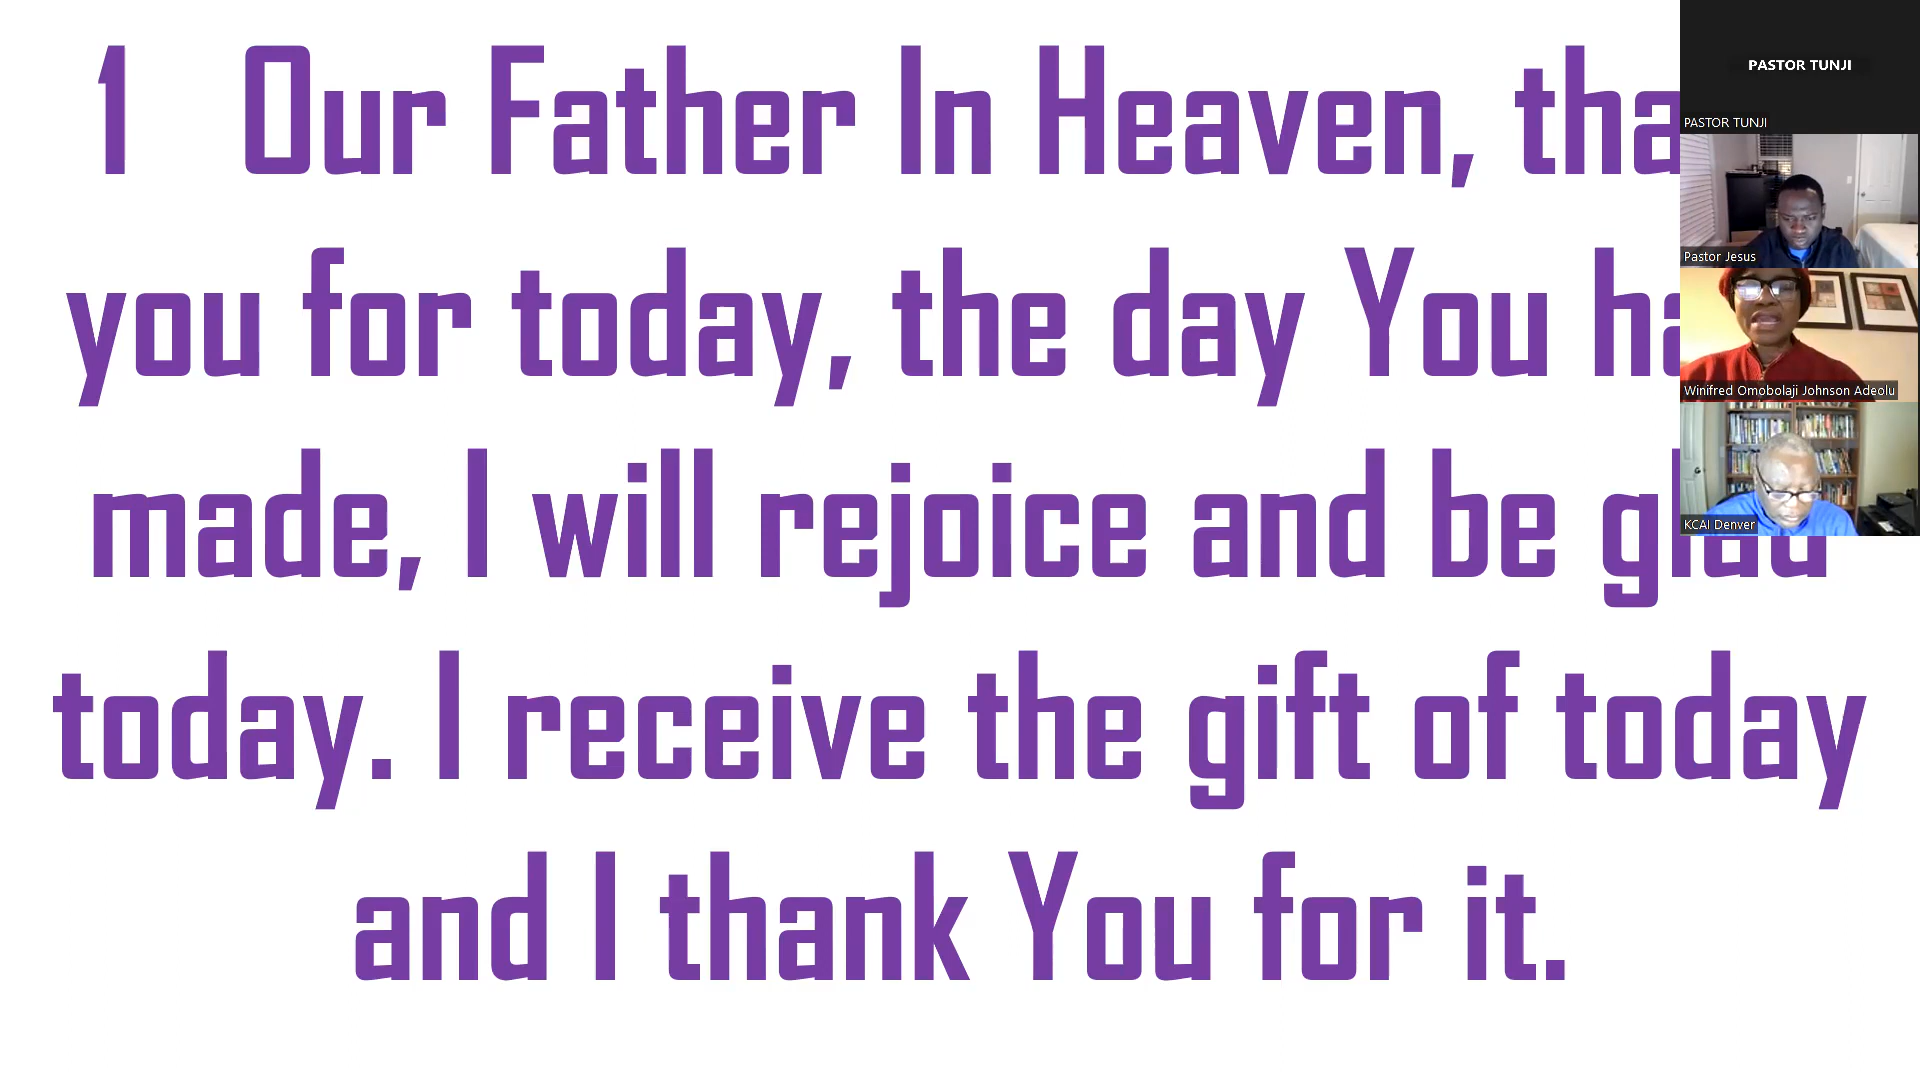 1 Our Father In Heaven, tha
you for today, the day You ha
made, I will rejoice and be glad
today. I receive the gift of today
and I thank You for it.
PASTOR TUNJI
PASTOR TUNJI
Pastor Jesus
Winifred Omobolaji Johnson Adeolu
KCAI Denver